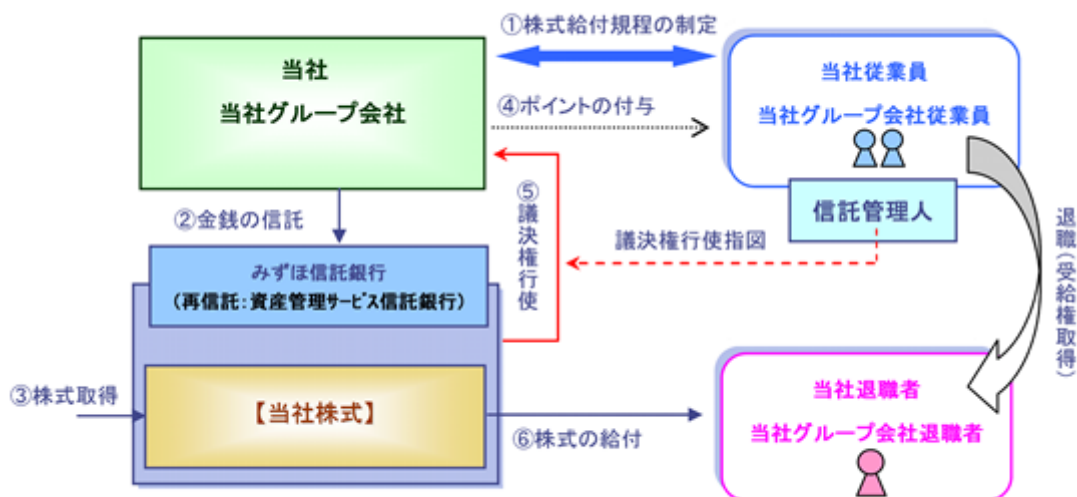 ①株式給付規程の制定
当社
当社グループ会社
当社従業員
当社グループ会社従業員
④ポイントの付与
信託管理人
②金銭の信託
⑤議決権行使
議決権行使指図
退職(受給権取得)
みずほ信託銀行
(再信託:資産管理サービス信託銀行)
③株式取得
【当社株式】
⑥株式の給付
当社退職者
当社グループ会社退職者